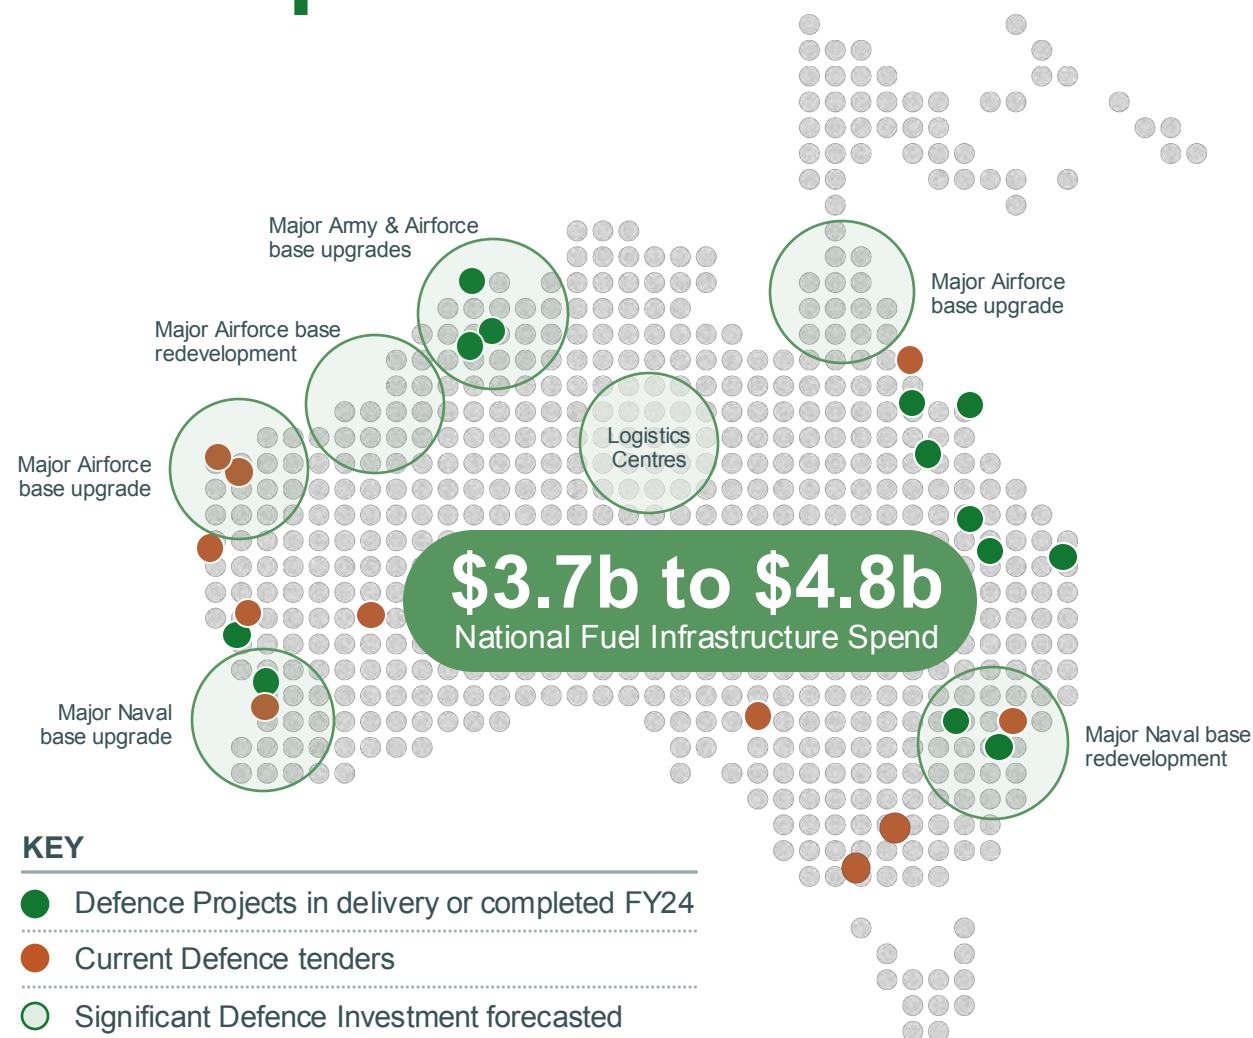 Major Army & Airforce
base upgrades
Major Airforce
base upgrade
Major Airforce base
redevelopment
Logistics
Centres
Major Airforce
base upgrade
$3.7b to $4.8b
National Fuel Infrastructure Spend
Major Naval
base upgrade
Major Naval base
redevelopment
KEY
Defence Projects in delivery or completed FY24
Current Defence tenders
Significant Defence Investment forecasted